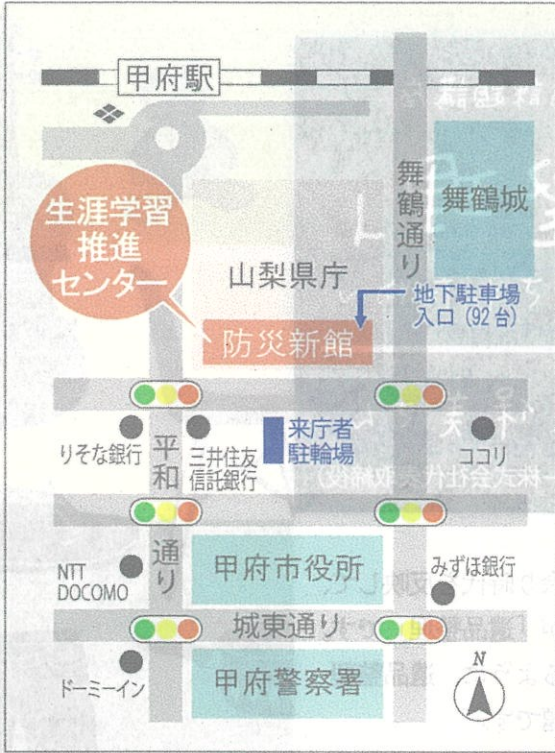 甲府駅
生涯学習
推進
センター
舞鶴通り
舞鶴城
山梨県庁
地下駐車場
入口（92台）
防災新館
りそな銀行
平和
三井住友
信託銀行
来庁者
駐輪場
ココリ
NTT
DOCOMO
通り
甲府市役所
みずほ銀行
城東通り
ドーミーイン
甲府警察署
N